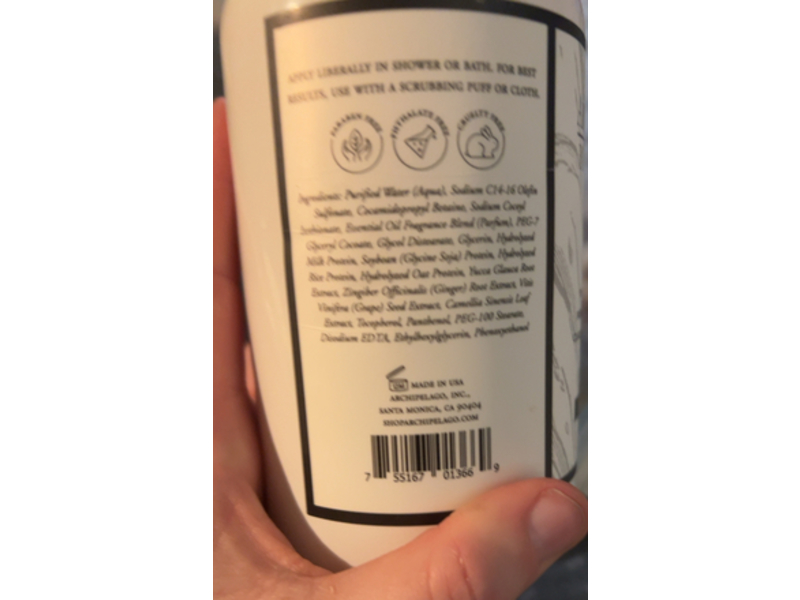 APPLY LIBERALLY IN SHOWER OR BATH. FOR BEST
RESULTS, USE WITH A SCRUBBING PUFF OR CLOTH.
PARABEN FREE
PHTHALATE FREE
CRUELTY FREE
Ingredients: Purified Water (Aqua), Sodium C14-16 Olefin
Sulfonate, Cocamidopropyl Betaine, Sodium Cocoyl
Isethionate, Essential Oil Fragrance Blend (Parfum), PEG-7
Glyceryl Cocoate, Glycol Distearate, Glycerin, Hydrolyzed
Milk Protein, Soybean (Glycine Soja) Protein, Hydrolyzed
Rice Protein, Hydrolyzed Oat Protein, Yucca Glauca Root
Extract, Zingiber Officinalis (Ginger) Root Extract, Vitis
Vinifera (Grape) Seed Extract, Camellia Sinensis Leaf
Extract, Tocopherol, Panthenol, PEG-100 Stearate,
Disodium EDTA, Ethylhexylglycerin, Phenoxyethanol
MADE IN USA
ARCHIPELAGO, INC.,
SANTA MONICA, CA 90404
SHOPARCHIPELAGO.COM
7 55167 01366 9